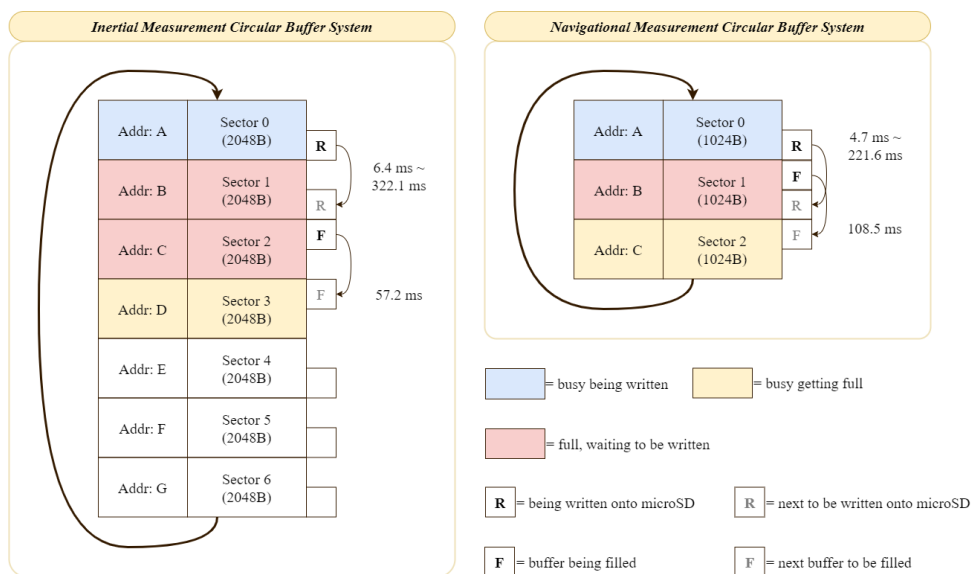 Inertial Measurement Circular Buffer System
Addr: A
Sector 0
(2048B)
R
6.4 ms ~
322.1 ms
Addr: B
Sector 1
(2048B)
R
Addr: C
Sector 2
(2048B)
F
Addr: D
Sector 3
(2048B)
F
57.2 ms
Addr: E
Sector 4
(2048B)
Addr: F
Sector 5
(2048B)
Addr: G
Sector 6
(2048B)
Navigational Measurement Circular Buffer System
Addr: A
Sector 0
(1024B)
R
4.7 ms ~
221.6 ms
F
Addr: B
Sector 1
(1024B)
R
Addr: C
Sector 2
(1024B)
F
108.5 ms
= busy being written
= busy getting full
= full, waiting to be written
R = being written onto microSD
R = next to be written onto microSD
F = buffer being filled
F = next buffer to be filled